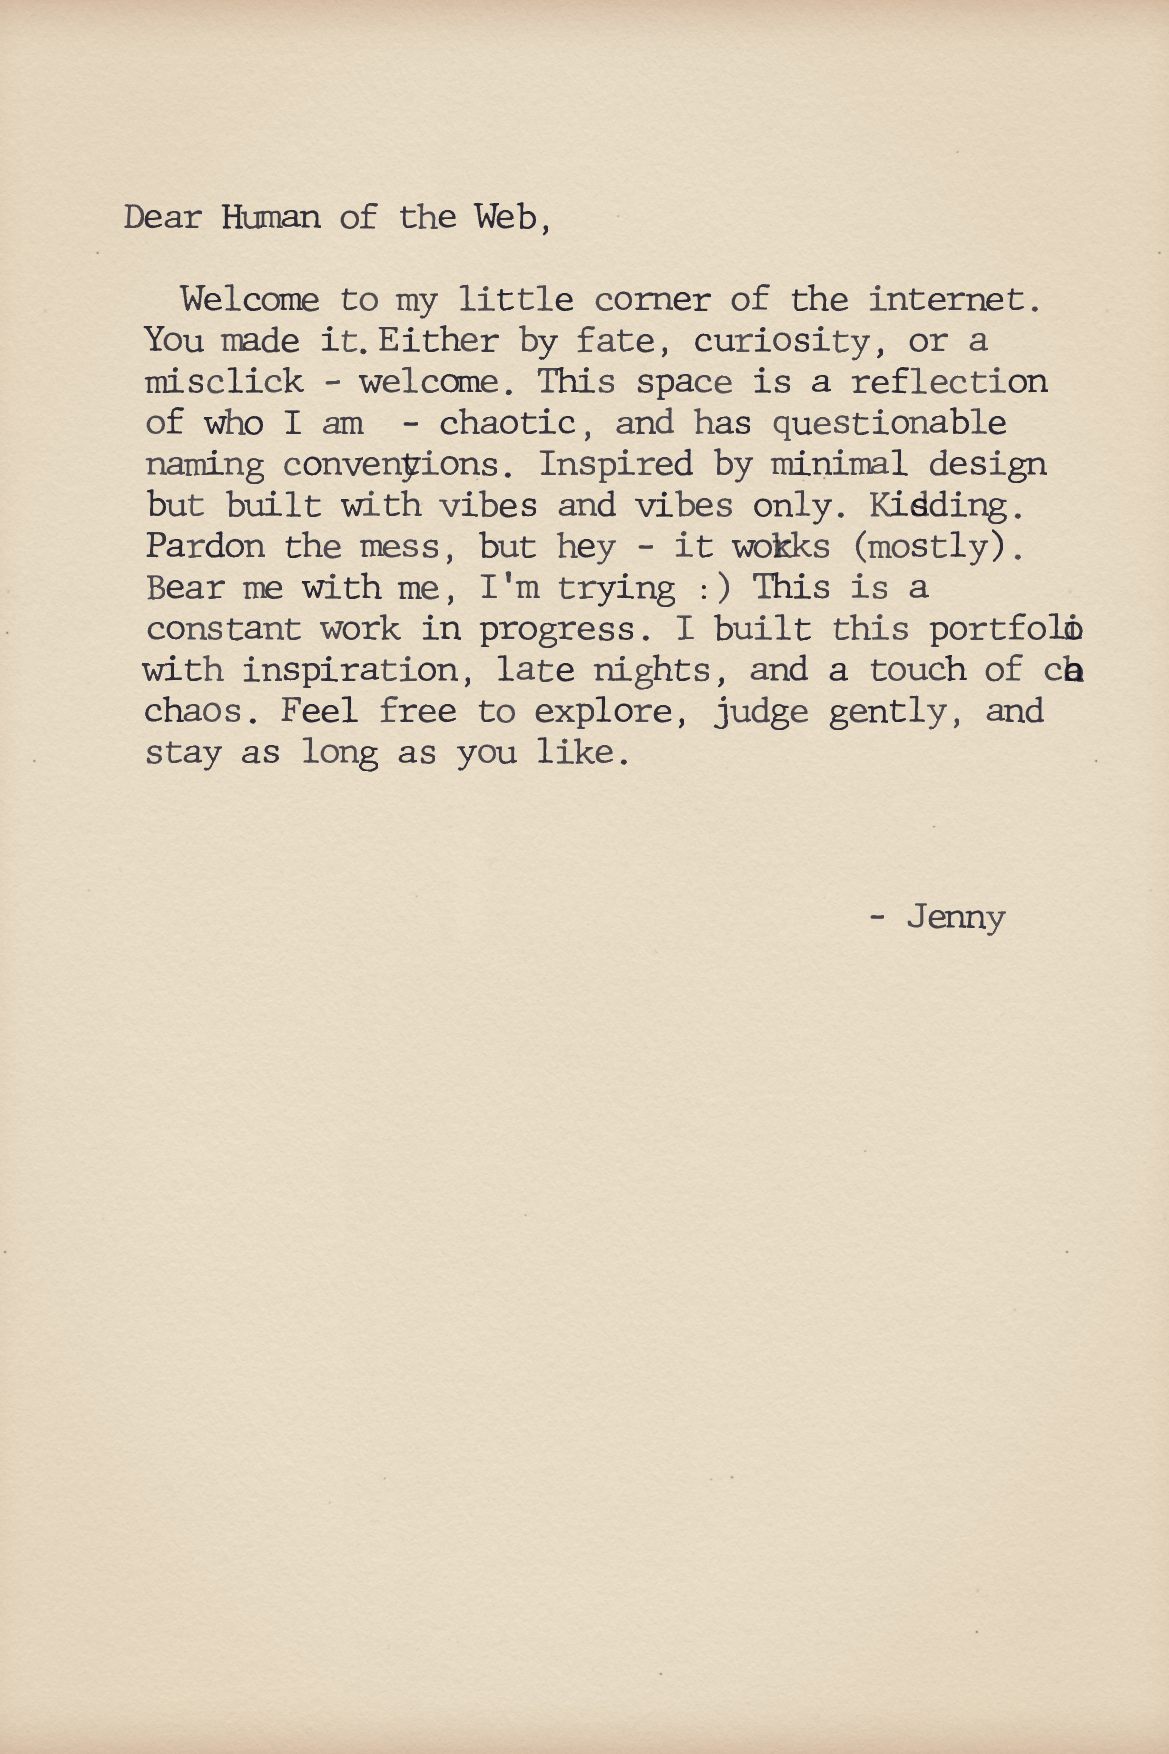 Dear Human of the Web,
Welcome to my little corner of the internet.
You made it. Either by fate, curiosity, or a
misclick - welcome. This space is a reflection
of who I am  - chaotic, and has questionable
naming conventions. Inspired by minimal design
but built with vibes and vibes only. Kidding.
Pardon the mess, but hey - it works (mostly).
Bear me with me, I'm trying :) This is a
constant work in progress. I built this portfolio
with inspiration, late nights, and a touch of
chaos. Feel free to explore, judge gently, and
stay as long as you like.
- Jenny